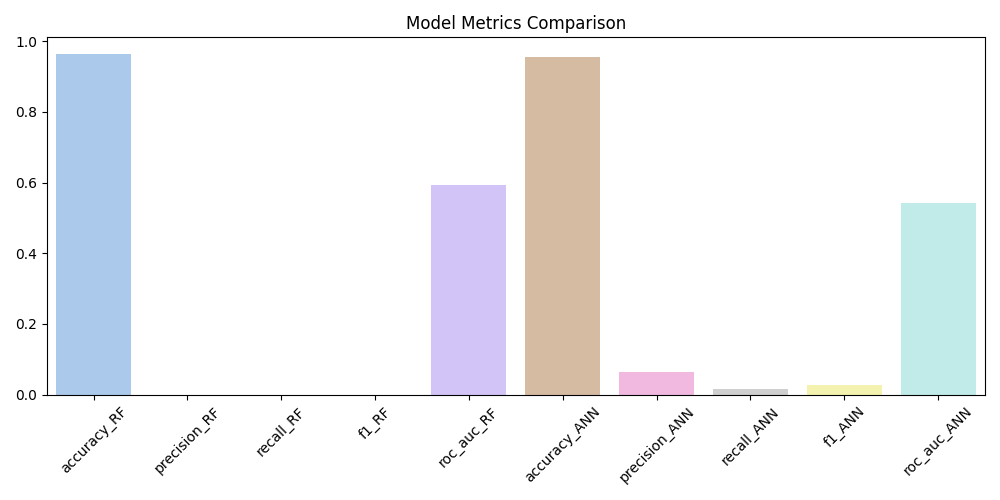 Model Metrics Comparison
1.0
0.8
0.6
0.4
0.2
0.0
accuracy_RF
precision_RF
recall_RF
f1_RF
roc_auc_RF
accuracy_ANN
precision_ANN
recall_ANN
f1_ANN
roc_auc_ANN